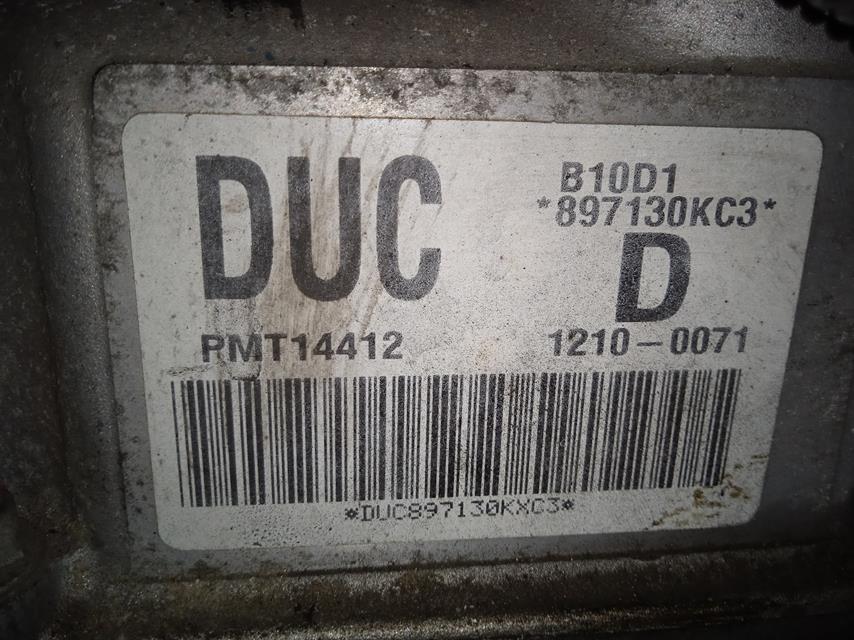 DUC
B10D1
*897130KC3*
D
PMT14412
1210-0071
*DUC897130KXC3*